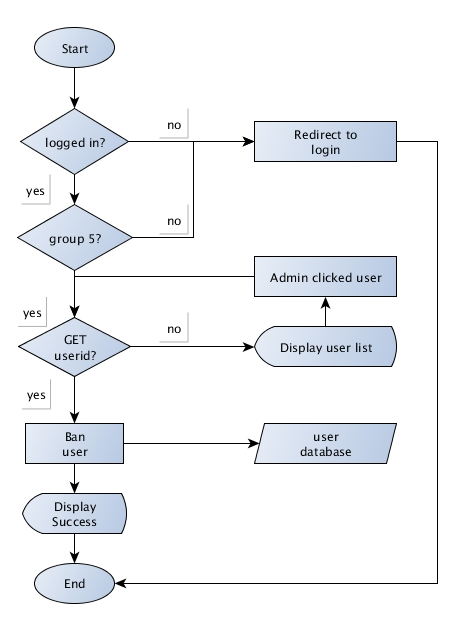 Start
no
logged in?
Redirect to
login
yes
no
group 5?
Admin clicked user
yes
no
GET
userid?
Display user list
yes
Ban
user
user
database
Display
Success
End